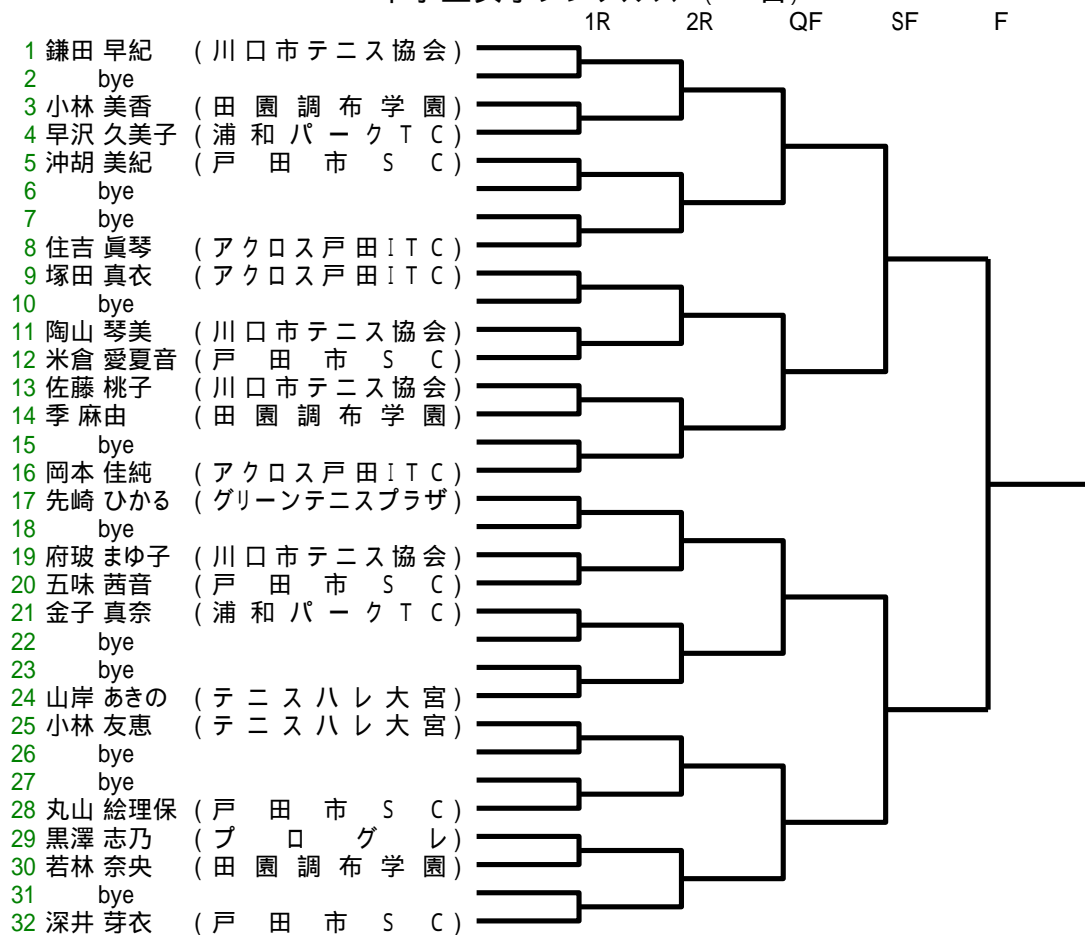 1R 2R QF SF F
1 鎌田 早紀 (川口市テニス協会)
2 bye
3 小林 美香 (田園調布学園)
4 早沢 久美子 (浦和パークTC)
5 沖胡 美紀 (戸田市SC)
6 bye
7 bye
8 住吉 眞琴 (アクロス戸田ITC)
9 塚田 真衣 (アクロス戸田ITC)
10 bye
11 陶山 琴美 (川口市テニス協会)
12 米倉 愛夏音 (戸田市SC)
13 佐藤 桃子 (川口市テニス協会)
14 季 麻由 (田園調布学園)
15 bye
16 岡本 佳純 (アクロス戸田ITC)
17 先崎 ひかる (グリーンテニスプラザ)
18 bye
19 府玻 まゆ子 (川口市テニス協会)
20 五味 茜音 (戸田市SC)
21 金子 真奈 (浦和パークTC)
22 bye
23 bye
24 山岸 あきの (テニスハレ大宮)
25 小林 友恵 (テニスハレ大宮)
26 bye
27 bye
28 丸山 絵理保 (戸田市SC)
29 黒澤 志乃 (プログレ)
30 若林 奈央 (田園調布学園)
31 bye
32 深井 芽衣 (戸田市SC)